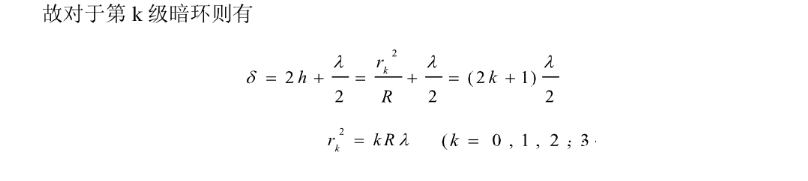 故对于第 k 级暗环则有
δ = 2h + λ/2 = r_k²/R + λ/2 = (2k + 1) λ/2
r_k² = kRλ (k = 0 , 1 , 2 ; 3 ·